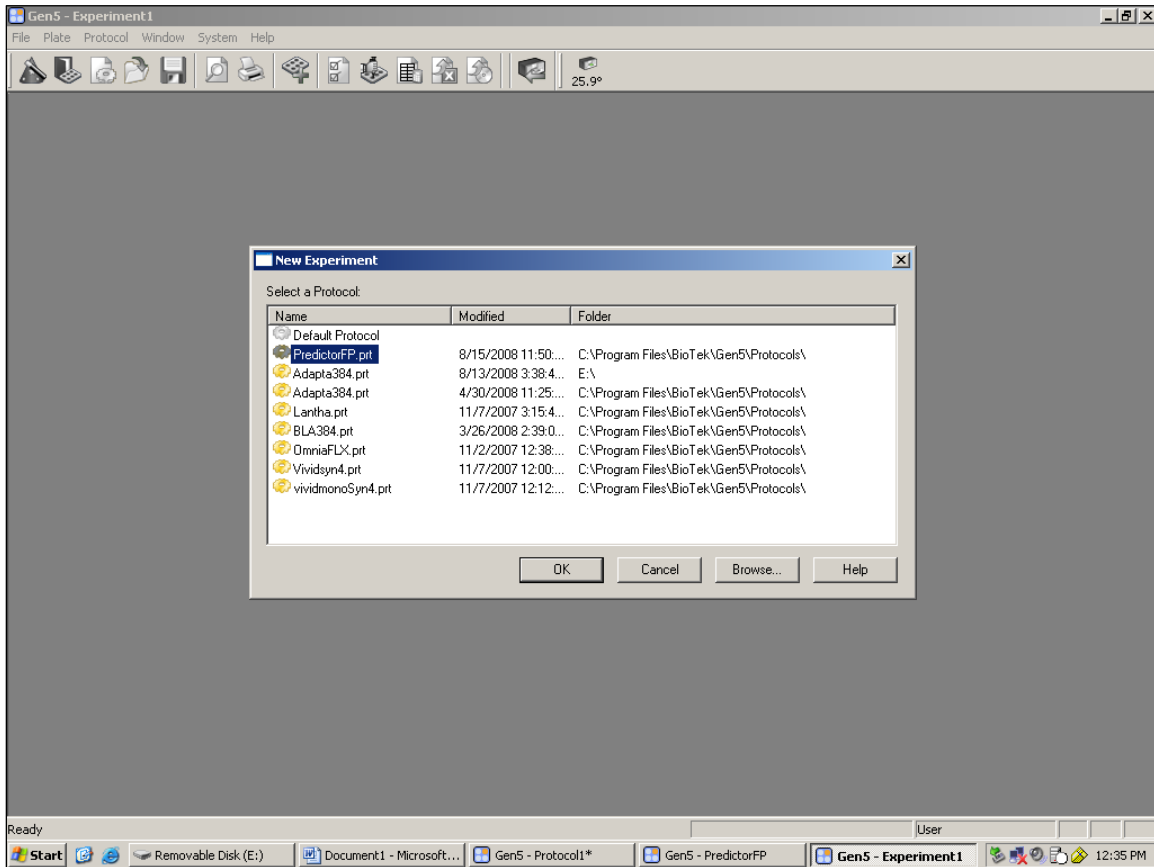 Gen5 - Experiment1
File Plate Protocol Window System Help
25.9°
New Experiment
Select a Protocol:
Name Modified Folder
Default Protocol
PredictorFP.prt 8/15/2008 11:50:... C:\Program Files\BioTek\Gen5\Protocols\
Adapta384.prt 8/13/2008 3:38:4... E:\
Adapta384.prt 4/30/2008 11:25:... C:\Program Files\BioTek\Gen5\Protocols\
Lantha.prt 11/7/2007 3:15:4... C:\Program Files\BioTek\Gen5\Protocols\
BLA384.prt 3/26/2008 2:39:0... C:\Program Files\BioTek\Gen5\Protocols\
OmniaFLX.prt 11/2/2007 12:38:... C:\Program Files\BioTek\Gen5\Protocols\
Vividsyn4.prt 11/7/2007 12:00:... C:\Program Files\BioTek\Gen5\Protocols\
vividmonoSyn4.prt 11/7/2007 12:12:... C:\Program Files\BioTek\Gen5\Protocols\
OK Cancel Browse... Help
Ready User
Start Removable Disk (E:) Document1 - Microsoft... Gen5 - Protocol1* Gen5 - PredictorFP Gen5 - Experiment1 12:35 PM